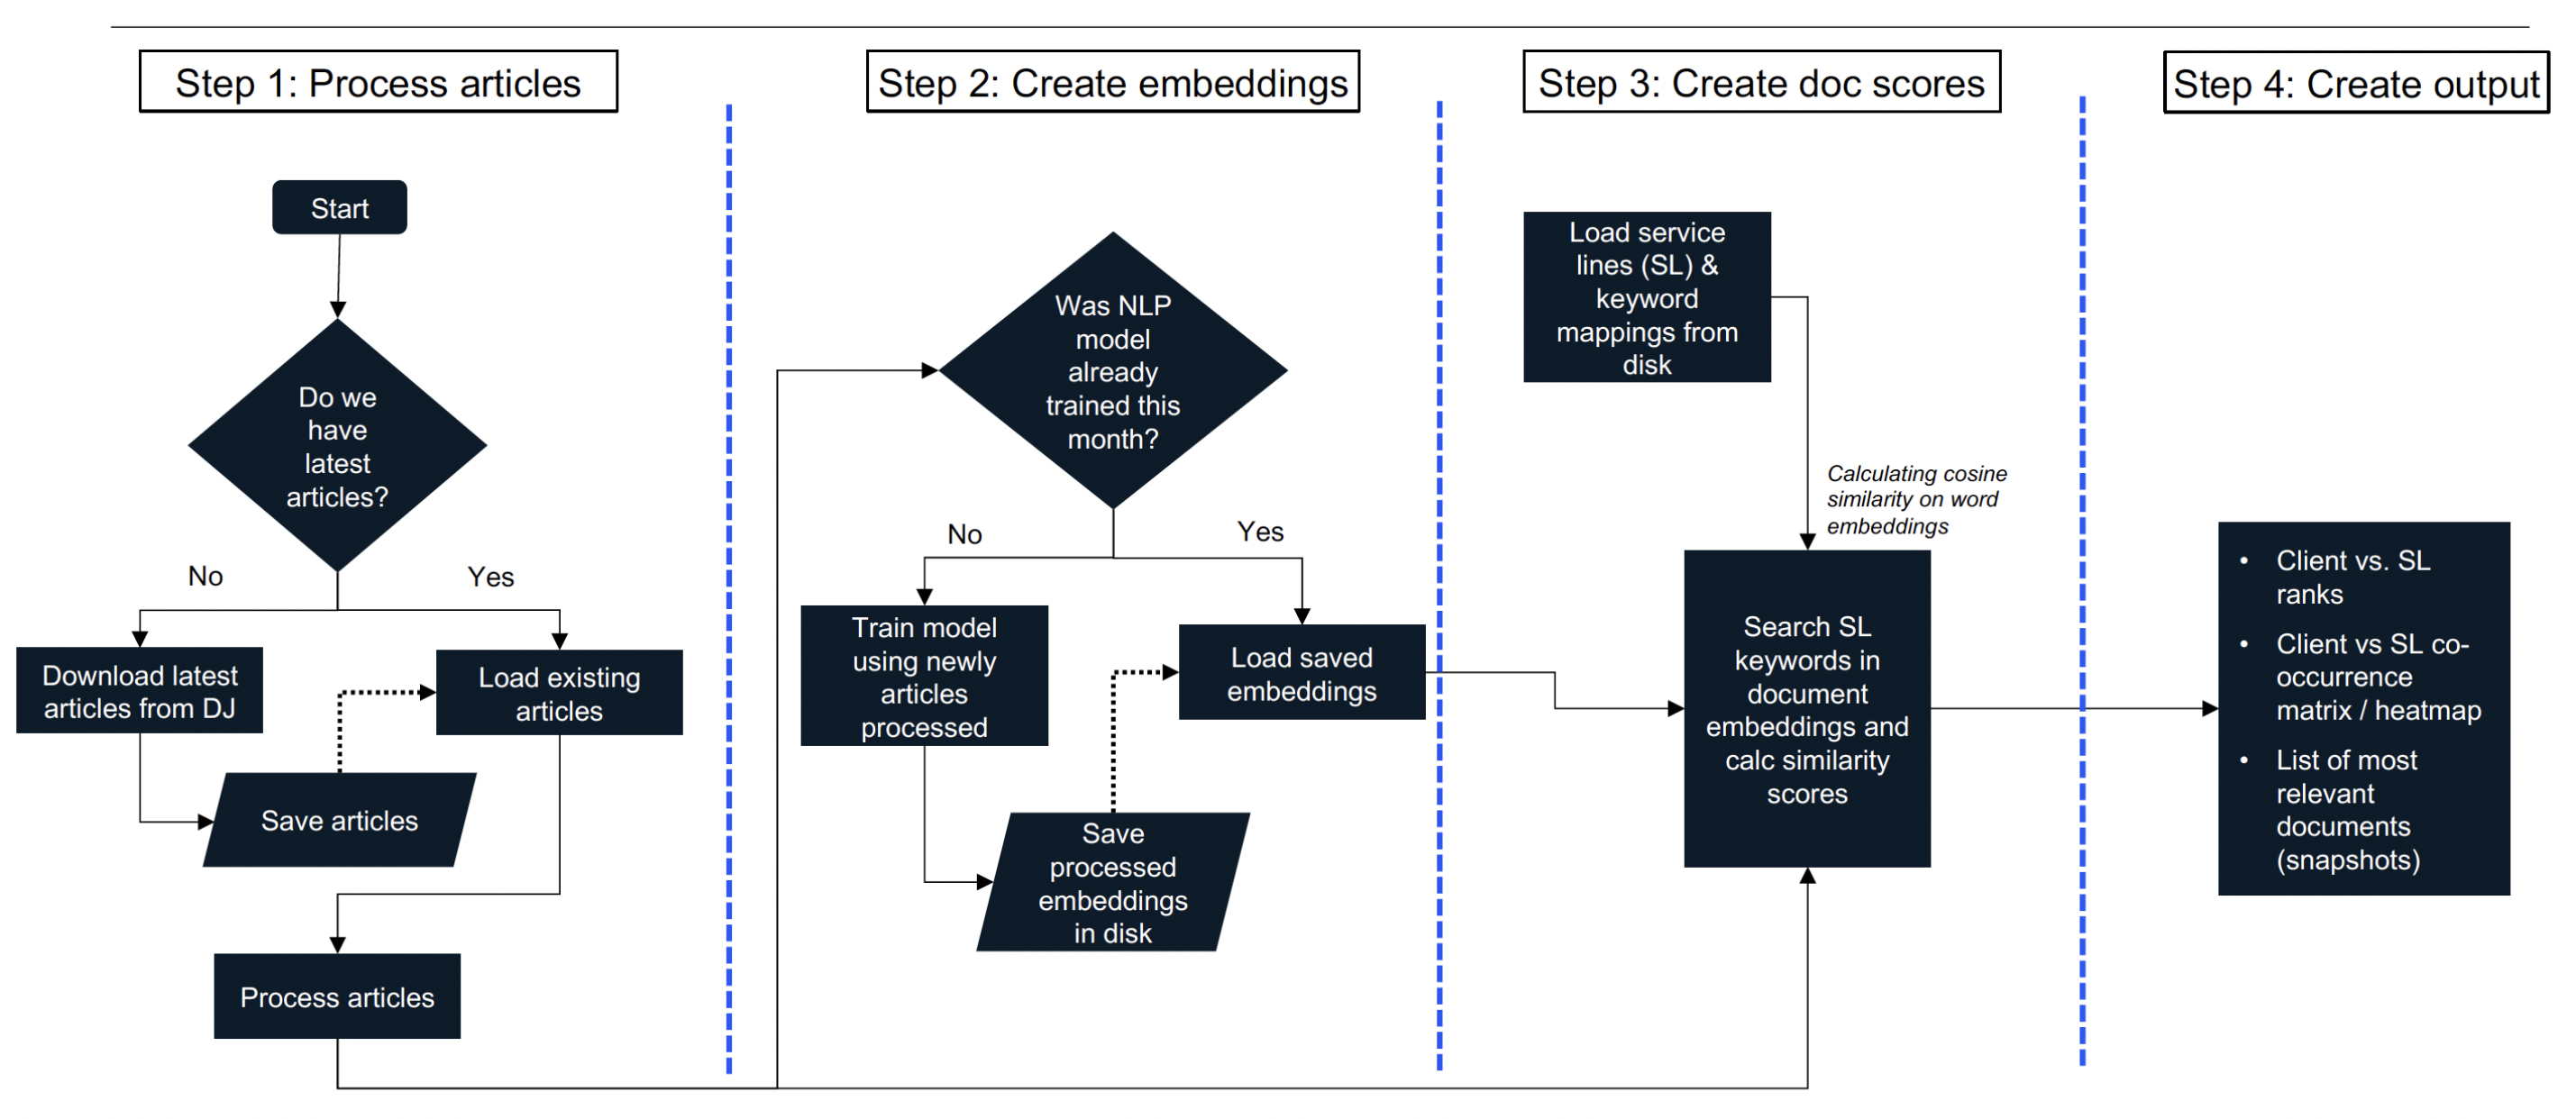 Step 1: Process articles
Start
Do we
have
latest
articles?
No
Yes
Download latest
articles from DJ
Load existing
articles
Save articles
Process articles
Step 2: Create embeddings
Was NLP
model
already
trained this
month?
No
Yes
Train model
using newly
articles
processed
Load saved
embeddings
Save
processed
embeddings
in disk
Step 3: Create doc scores
Load service
lines (SL) &
keyword
mappings from
disk
Calculating cosine
similarity on word
embeddings
Search SL
keywords in
document
embeddings and
calc similarity
scores
Step 4: Create output
• Client vs. SL
ranks
• Client vs SL co-
occurrence
matrix / heatmap
• List of most
relevant
documents
(snapshots)